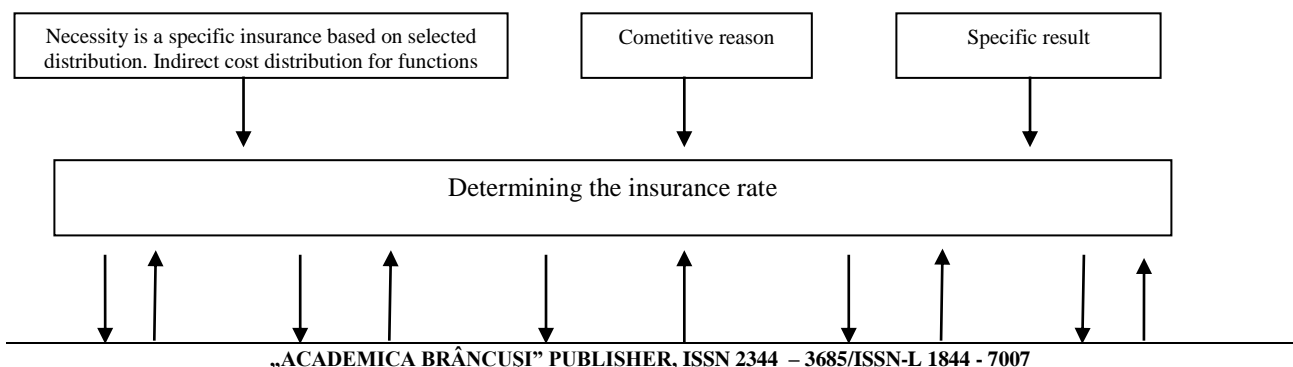 Necessity is a specific insurance based on selected
distribution. Indirect cost distribution for functions
Cometitive reason
Specific result
Determining the insurance rate
„ACADEMICA BRÂNCUȘI” PUBLISHER, ISSN 2344 – 3685/ISSN-L 1844 - 7007